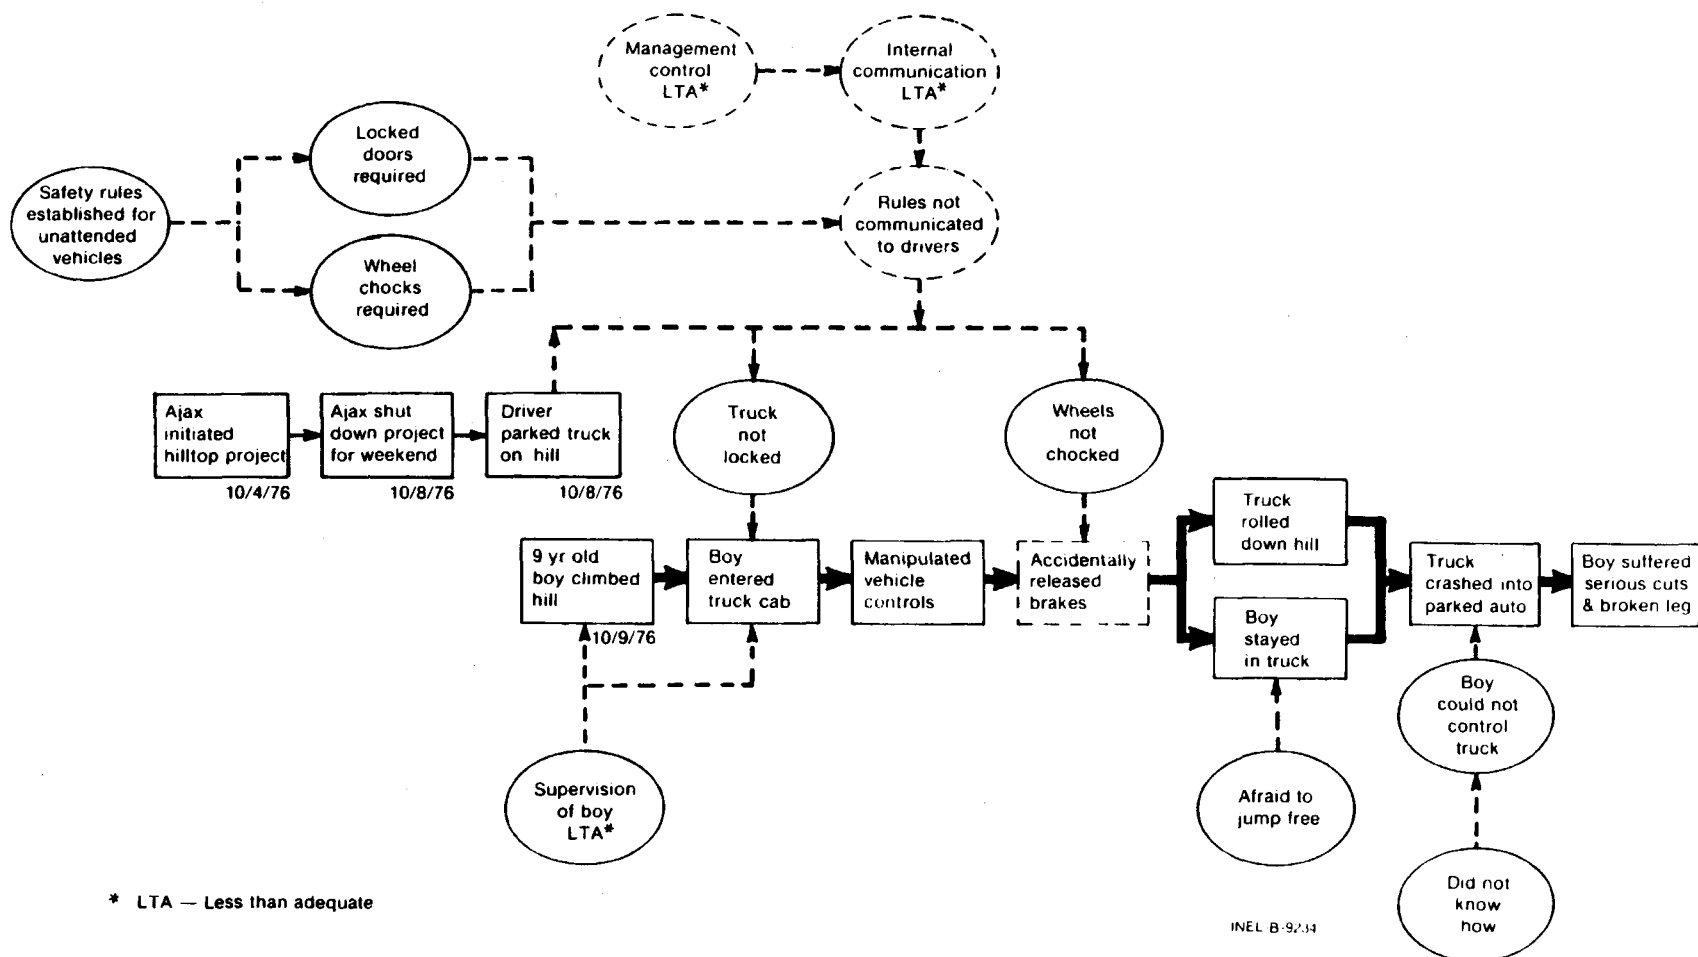 Management
control
LTA*
Internal
communication
LTA*
Locked
doors
required
Safety rules
established for
unattended
vehicles
Rules not
communicated
to drivers
Wheel
chocks
required
Ajax
initiated
hilltop project
10/4/76
Ajax shut
down project
for weekend
10/8/76
Driver
parked truck
on hill
10/8/76
Truck
not
locked
Wheels
not
chocked
9 yr old
boy climbed
hill
10/9/76
Boy
entered
truck cab
Manipulated
vehicle
controls
Accidentally
released
brakes
Truck
rolled
down hill
Boy
stayed
in truck
Truck
crashed into
parked auto
Boy suffered
serious cuts
& broken leg
Supervision
of boy
LTA*
Afraid to
jump free
Boy
could not
control
truck
Did not
know
how
* LTA — Less than adequate
INEL B-9234